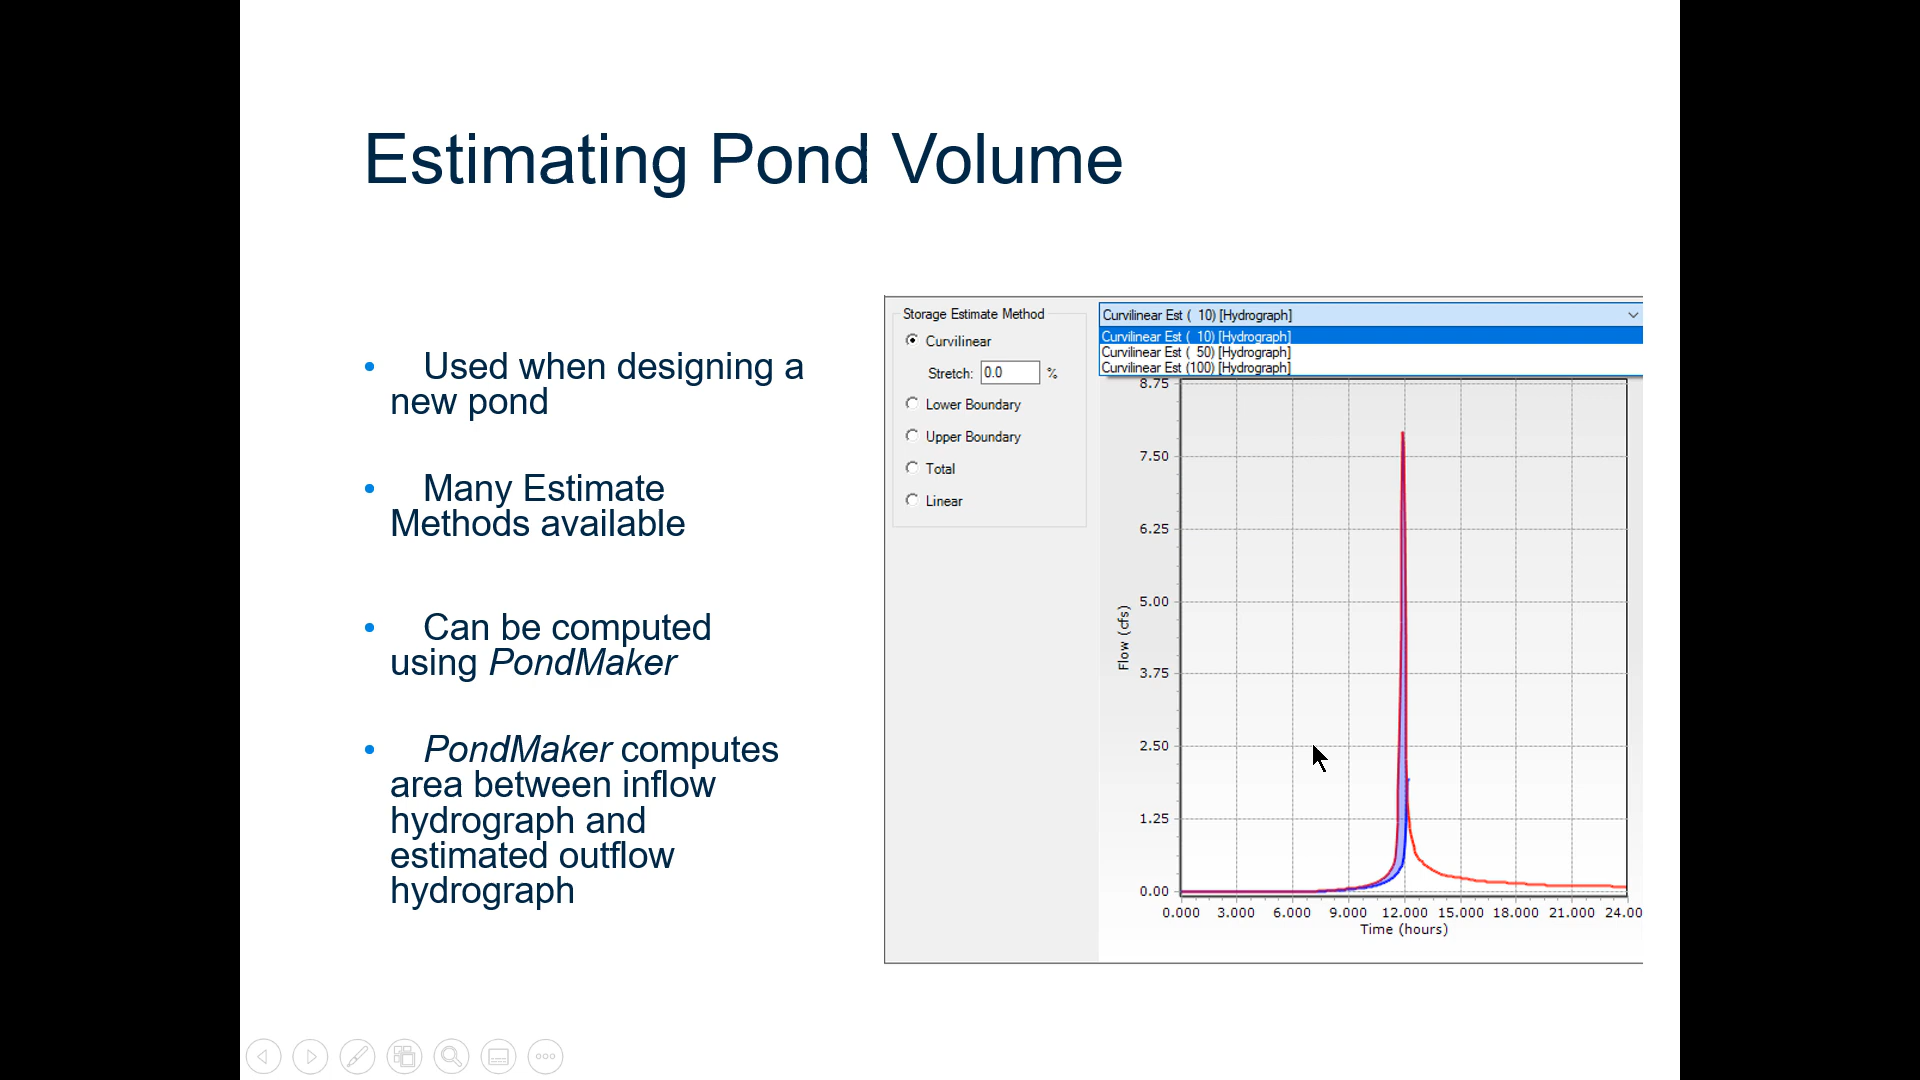 Estimating Pond Volume
• Used when designing a
new pond
• Many Estimate
Methods available
• Can be computed
using PondMaker
• PondMaker computes
area between inflow
hydrograph and
estimated outflow
hydrograph
Storage Estimate Method
Curvilinear
Stretch: 0.0 %
Lower Boundary
Upper Boundary
Total
Linear
Curvilinear Est ( 10) [Hydrograph]
Curvilinear Est ( 10) [Hydrograph]
Curvilinear Est ( 50) [Hydrograph]
Curvilinear Est (100) [Hydrograph]
8.75
7.50
6.25
5.00
3.75
2.50
1.25
0.00
Flow (cfs)
0.000 3.000 6.000 9.000 12.000 15.000 18.000 21.000 24.00
Time (hours)